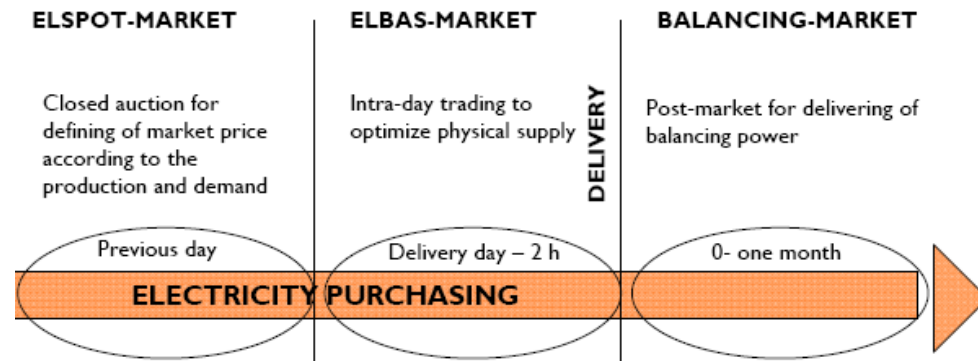 ELSPOT-MARKET
Closed auction for
defining of market price
according to the
production and demand
Previous day
ELBAS-MARKET
Intra-day trading to
optimize physical supply
DELIVERY
Delivery day – 2 h
BALANCING-MARKET
Post-market for delivering of
balancing power
0- one month
ELECTRICITY PURCHASING